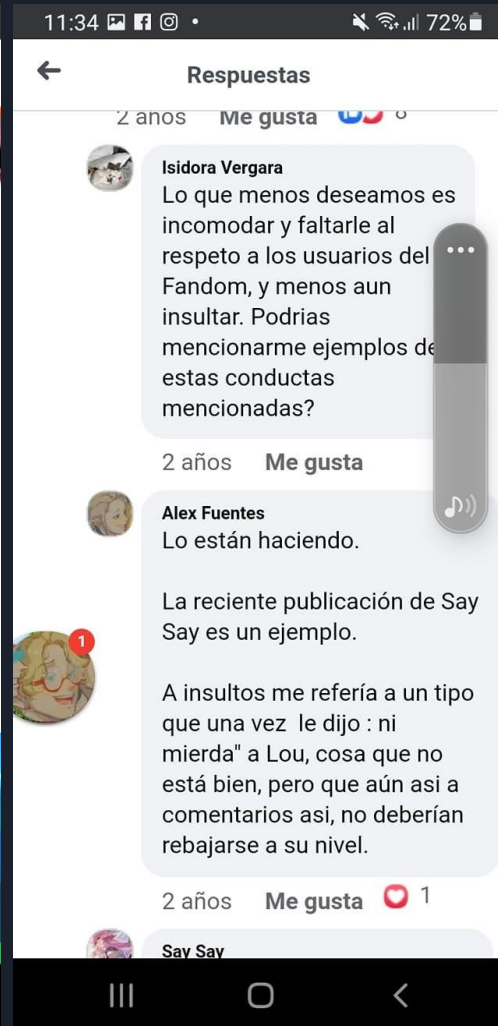 11:34 72%
Respuestas
2 años Me gusta 8
Isidora Vergara
Lo que menos deseamos es
incomodar y faltarle al
respeto a los usuarios del
Fandom, y menos aun
insultar. Podrias
mencionarme ejemplos de
estas conductas
mencionadas?
2 años Me gusta
Alex Fuentes
Lo están haciendo.
La reciente publicación de Say
Say es un ejemplo.
1
A insultos me refería a un tipo
que una vez le dijo : ni
mierda" a Lou, cosa que no
está bien, pero que aún asi a
comentarios asi, no deberían
rebajarse a su nivel.
2 años Me gusta 1
Say Say